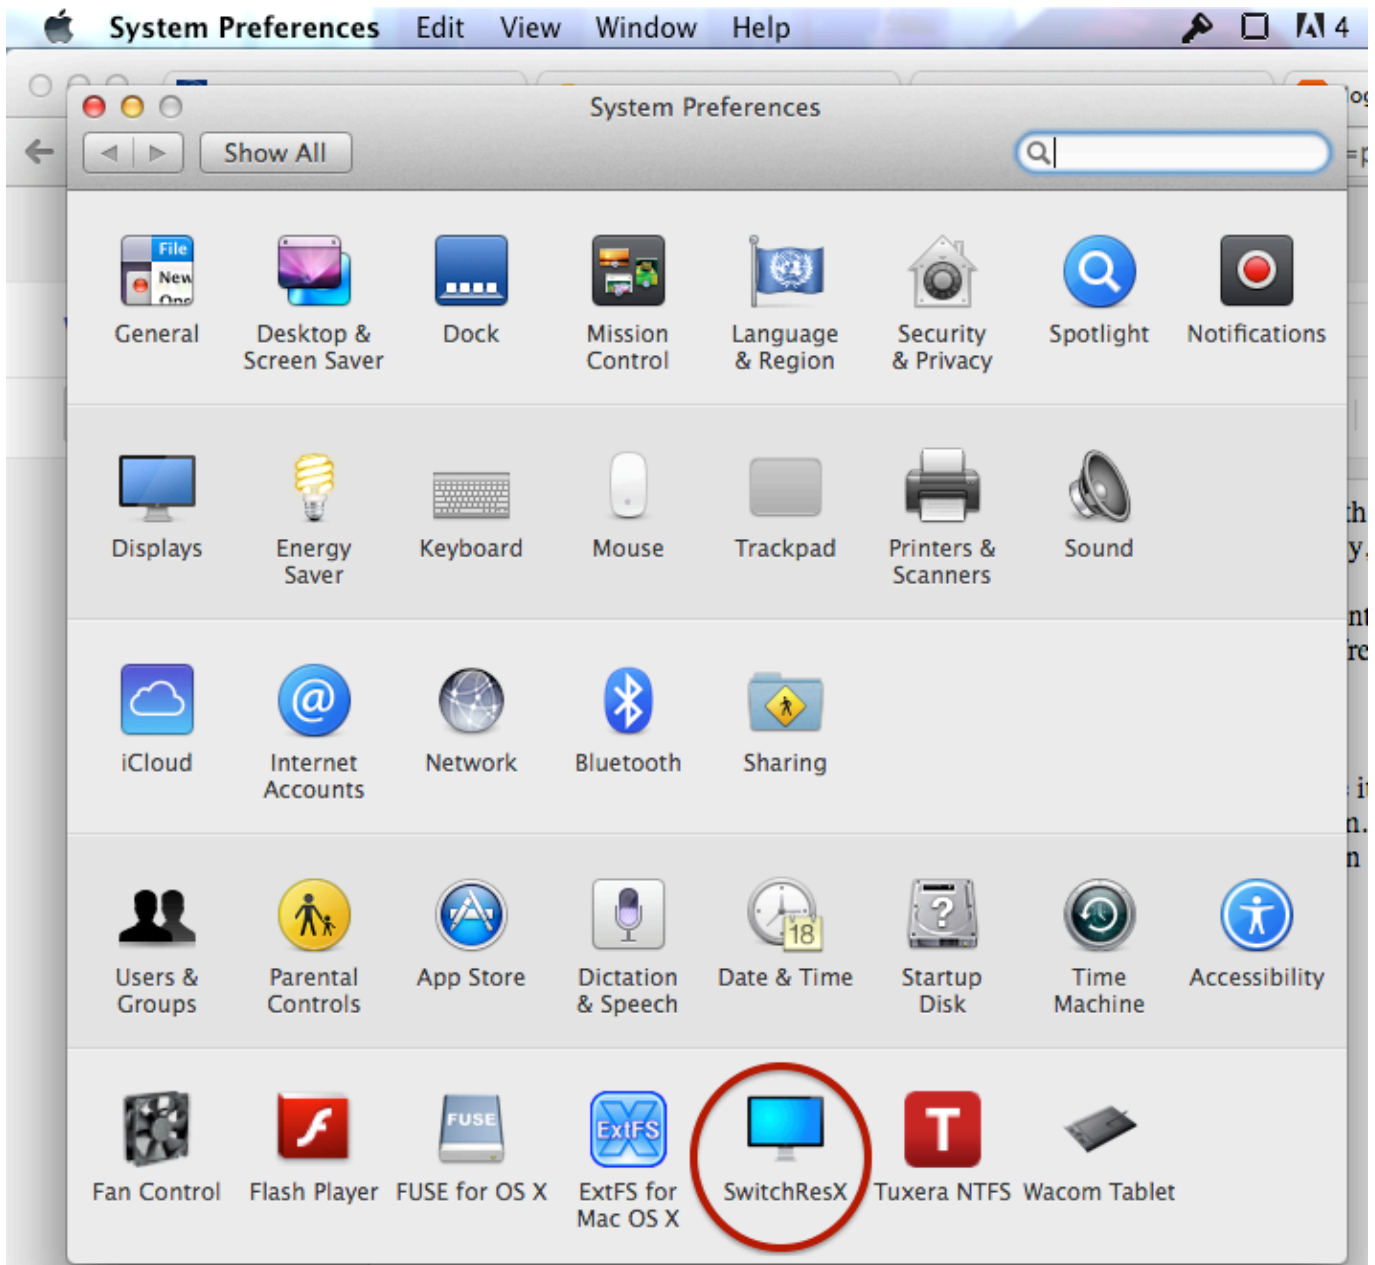 System Preferences Edit View Window Help 4
System Preferences
Show All
File
New
General
Desktop &
Screen Saver
Dock
Mission
Control
Language
& Region
Security
& Privacy
Spotlight
Notifications
Displays
Energy
Saver
Keyboard
Mouse
Trackpad
Printers &
Scanners
Sound
iCloud
Internet
Accounts
Network
Bluetooth
Sharing
Users &
Groups
Parental
Controls
App Store
Dictation
& Speech
18
Date & Time
?
Startup
Disk
Time
Machine
Accessibility
Fan Control
Flash Player
FUSE
FUSE for OS X
ExtFS
ExtFS for
Mac OS X
SwitchResX
T
Tuxera NTFS
Wacom Tablet